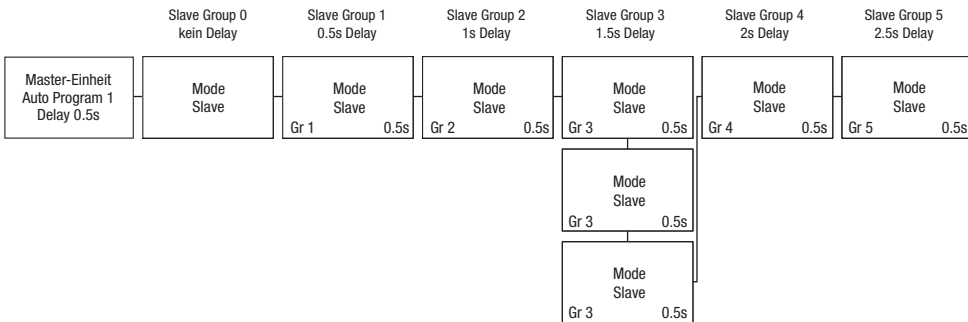 Slave Group 0
kein Delay
Slave Group 1
0.5s Delay
Slave Group 2
1s Delay
Slave Group 3
1.5s Delay
Slave Group 4
2s Delay
Slave Group 5
2.5s Delay
Master-Einheit
Auto Program 1
Delay 0.5s
Mode
Slave
Mode
Slave
Gr 1 0.5s
Mode
Slave
Gr 2 0.5s
Mode
Slave
Gr 3 0.5s
Mode
Slave
Gr 4 0.5s
Mode
Slave
Gr 5 0.5s
Mode
Slave
Gr 3 0.5s
Mode
Slave
Gr 3 0.5s